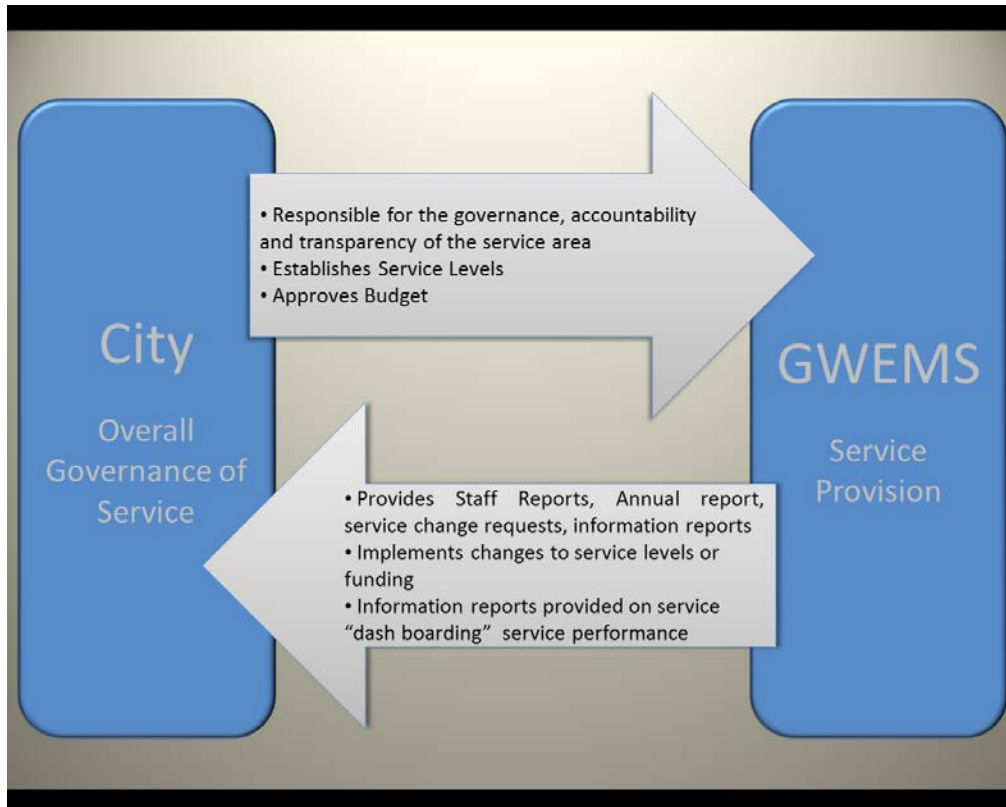 City
Overall
Governance of
Service
• Responsible for the governance, accountability
and transparency of the service area
• Establishes Service Levels
• Approves Budget
• Provides Staff Reports, Annual report,
service change requests, information reports
• Implements changes to service levels or
funding
• Information reports provided on service
“dash boarding” service performance
GWEMS
Service
Provision